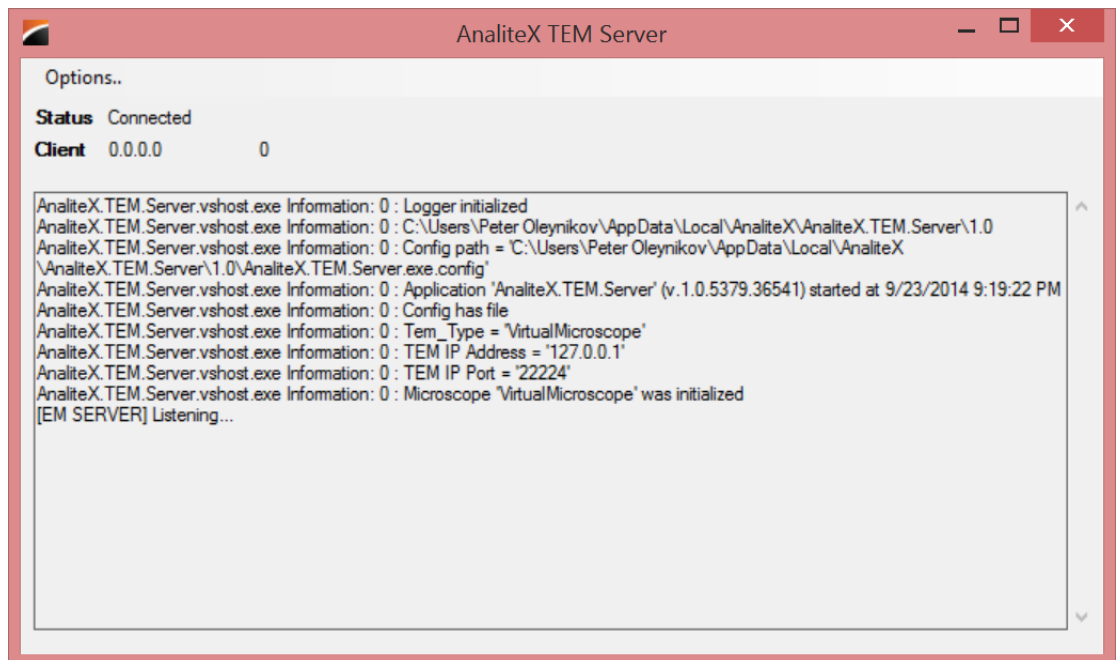 AnaliteX TEM Server
Options..
Status Connected
Client 0.0.0.0 0
AnaliteX.TEM.Server.vshost.exe Information: 0 : Logger initialized
AnaliteX.TEM.Server.vshost.exe Information: 0 : C:\Users\Peter Oleynikov\AppData\Local\AnaliteX\AnaliteX.TEM.Server\1.0
AnaliteX.TEM.Server.vshost.exe Information: 0 : Config path = 'C:\Users\Peter Oleynikov\AppData\Local\AnaliteX
\AnaliteX.TEM.Server\1.0\AnaliteX.TEM.Server.exe.config'
AnaliteX.TEM.Server.vshost.exe Information: 0 : Application 'AnaliteX.TEM.Server' (v.1.0.5379.36541) started at 9/23/2014 9:19:22 PM
AnaliteX.TEM.Server.vshost.exe Information: 0 : Config has file
AnaliteX.TEM.Server.vshost.exe Information: 0 : Tem_Type = 'VirtualMicroscope'
AnaliteX.TEM.Server.vshost.exe Information: 0 : TEM IP Address = '127.0.0.1'
AnaliteX.TEM.Server.vshost.exe Information: 0 : TEM IP Port = '22224'
AnaliteX.TEM.Server.vshost.exe Information: 0 : Microscope 'VirtualMicroscope' was initialized
[EM SERVER] Listening...